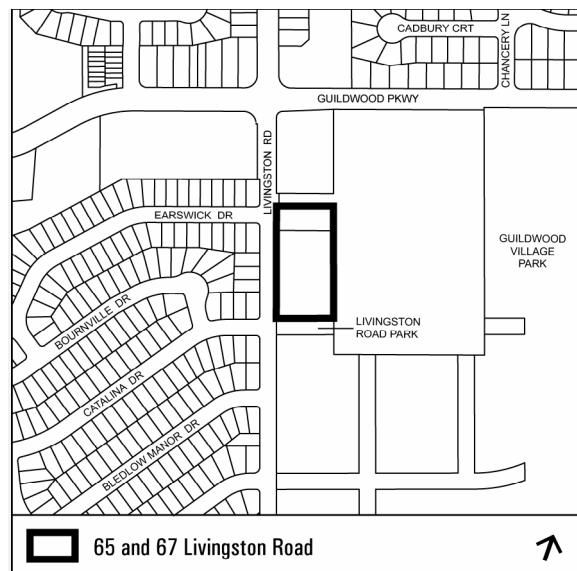 CADBURY CRT
CHANCERY LN
GUILDWOOD PKWY
LIVINGSTON RD
EARSWICK DR
GUILDWOOD
VILLAGE
PARK
BOURNVILLE DR
LIVINGSTON
ROAD PARK
CATALINA DR
BLEDLOW MANOR DR
65 and 67 Livingston Road